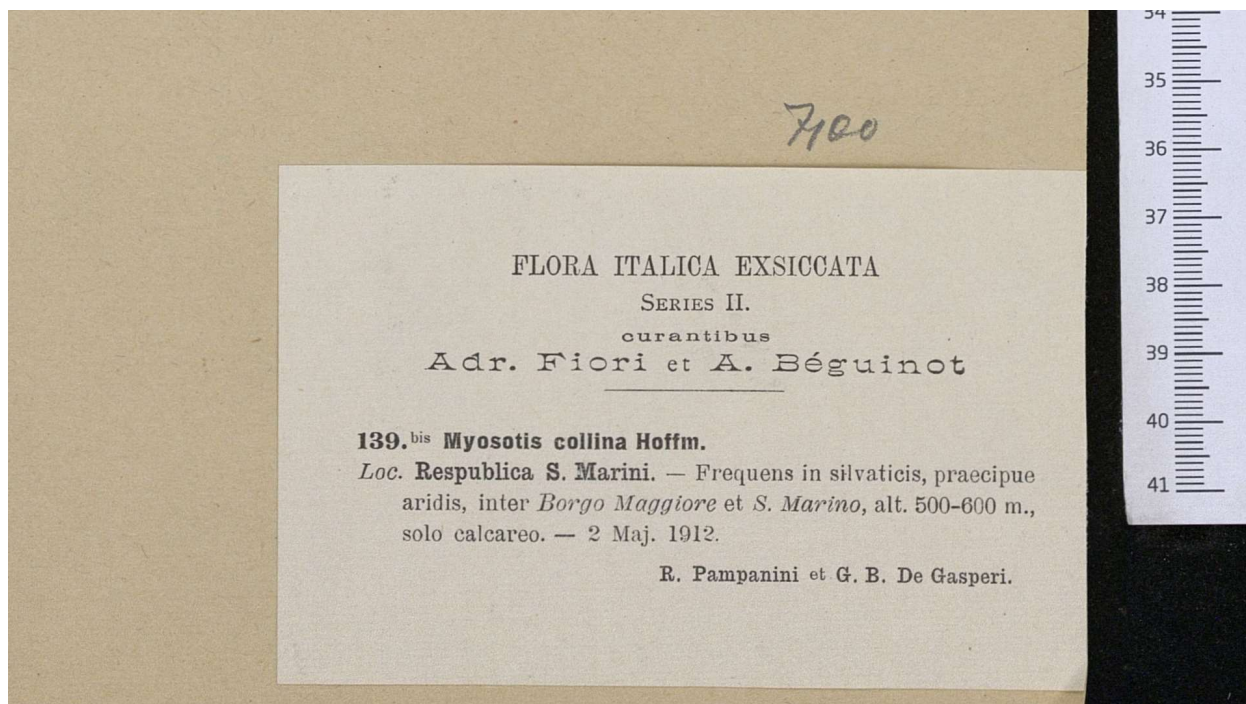 7100
FLORA ITALICA EXSICCATA
SERIES II.
curantibus
Adr. Fiori et A. Béguinot
139.bis Myosotis collina Hoffm.
Loc. Respublica S. Marini. — Frequens in silvaticis, praecipue
aridis, inter Borgo Maggiore et S. Marino, alt. 500-600 m.,
solo calcareo. — 2 Maj. 1912.
R. Pampanini et G. B. De Gasperi.
34
35
36
37
38
39
40
41